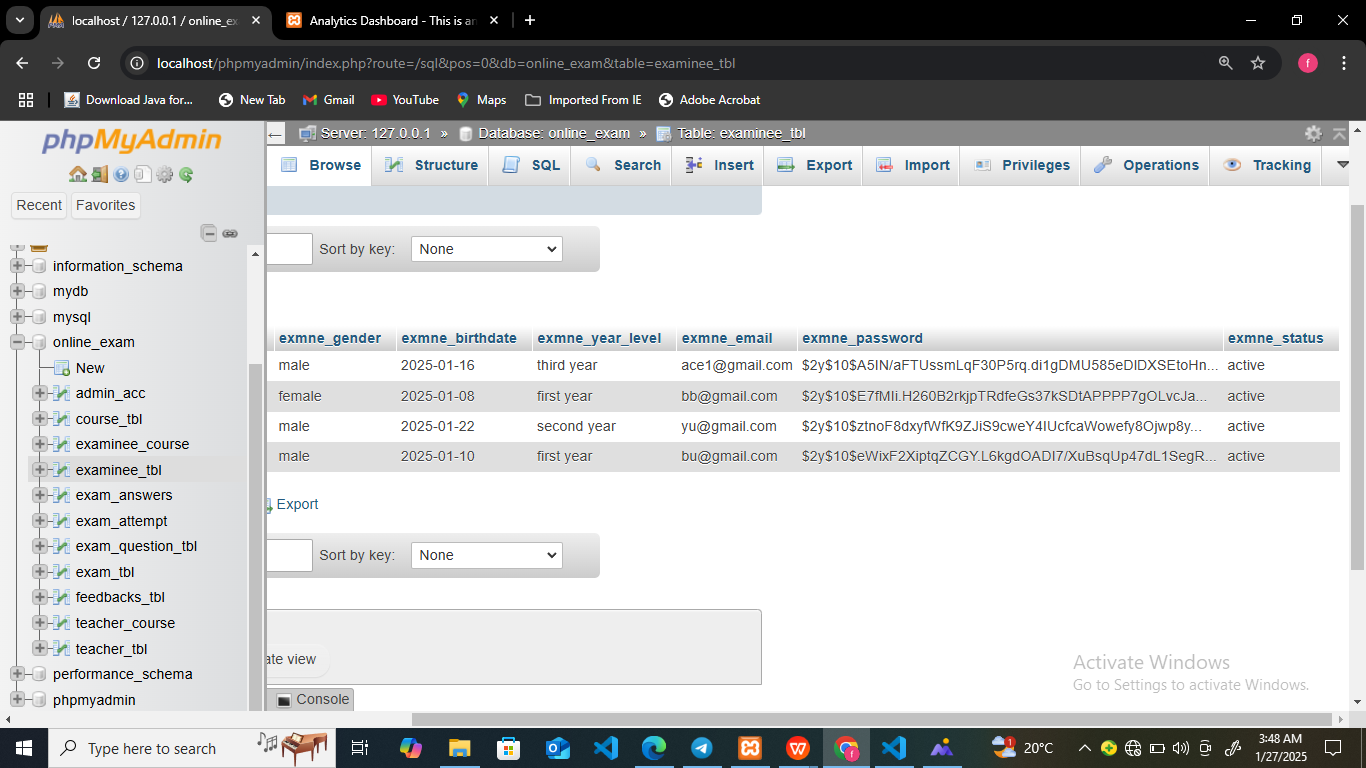 localhost / 127.0.0.1 / online_ex
Analytics Dashboard - This is an
localhost/phpmyadmin/index.php?route=/sql&pos=0&db=online_exam&table=examinee_tbl
f
Download Java for...
New Tab
Gmail
YouTube
Maps
Imported From IE
Adobe Acrobat
phpMyAdmin
Recent
Favorites
information_schema
mydb
mysql
online_exam
New
admin_acc
course_tbl
examinee_course
examinee_tbl
exam_answers
exam_attempt
exam_question_tbl
exam_tbl
feedbacks_tbl
teacher_course
teacher_tbl
performance_schema
phpmyadmin
Server: 127.0.0.1 » Database: online_exam » Table: examinee_tbl
Browse Structure SQL Search Insert Export Import Privileges Operations Tracking
Sort by key: None
exmne_gender exmne_birthdate exmne_year_level exmne_email exmne_password exmne_status
male 2025-01-16 third year ace1@gmail.com $2y$10$A5IN/aFTUssmLqF30P5rq.di1gDMU585eDIDXSEtoHn... active
female 2025-01-08 first year bb@gmail.com $2y$10$E7fMIi.H260B2rkjpTRdfeGs37kSDtAPPPP7gOLvcJa... active
male 2025-01-22 second year yu@gmail.com $2y$10$ztnoF8dxyfWfK9ZJiS9cweY4IUcfcaWowefy8Ojwp8y... active
male 2025-01-10 first year bu@gmail.com $2y$10$eWixF2XiptqZCGY.L6kgdOADI7/XuBsqUp47dL1SegR... active
Export
Sort by key: None
ate view
Console
Activate Windows
Go to Settings to activate Windows.
Type here to search
20°C
3:48 AM
1/27/2025